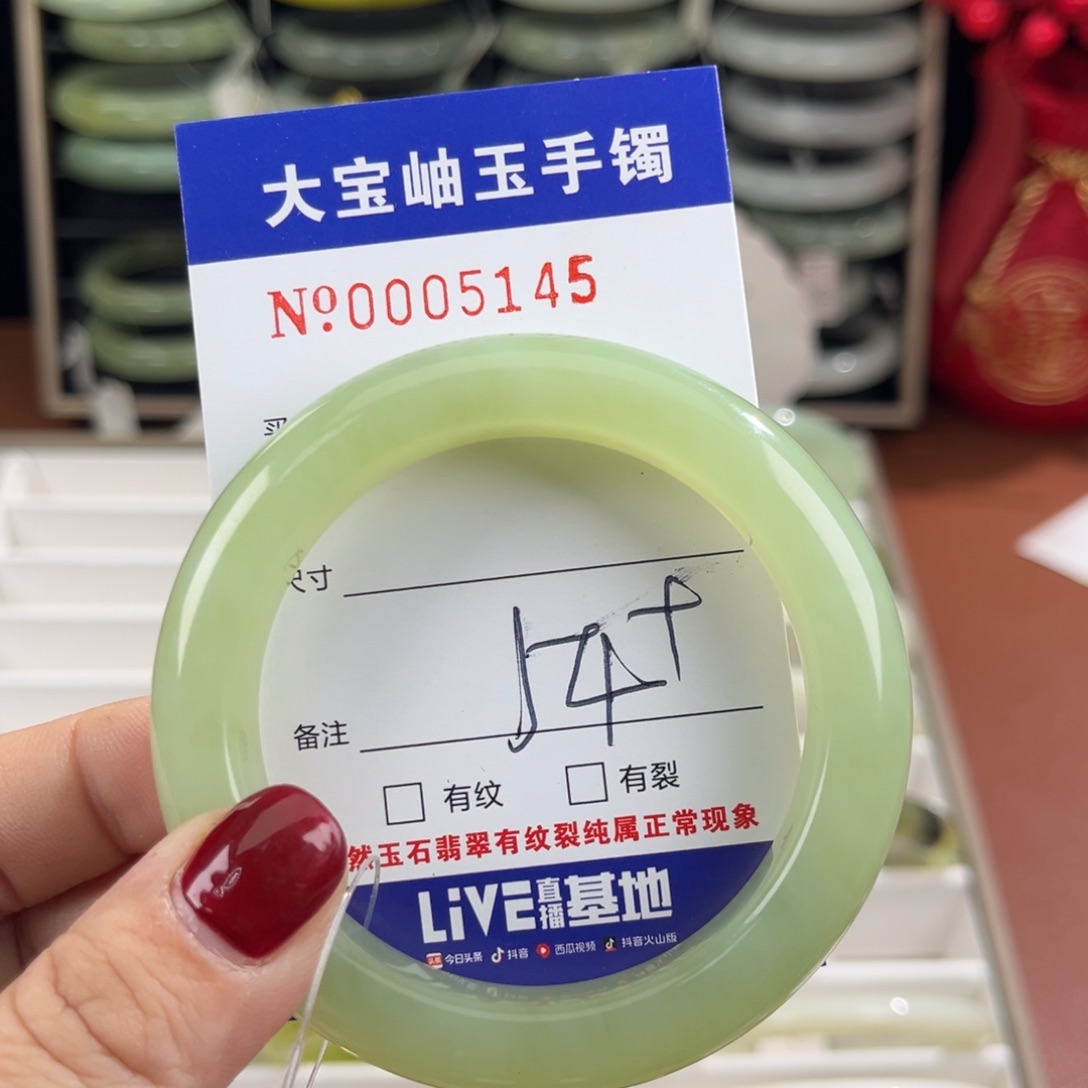 大宝岫玉手镯
№0005145
尺寸
54+
备注
有纹 有裂
然玉石翡翠有纹裂纯属正常现象
LiVE直播基地
头条 今日头条 抖音 西瓜视频 抖音火山版